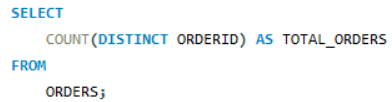 SELECT
COUNT(DISTINCT ORDERID) AS TOTAL_ORDERS
FROM
ORDERS;